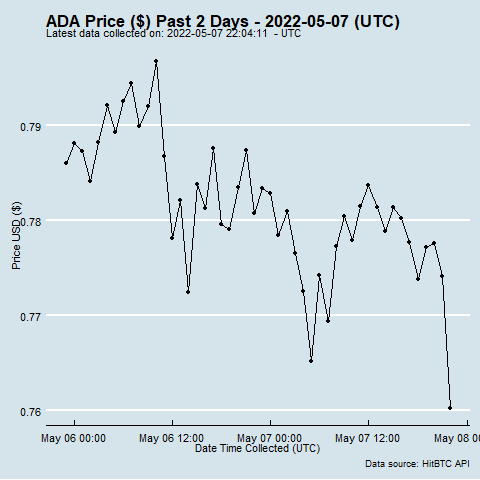 ADA Price ($) Past 2 Days - 2022-05-07 (UTC)
Latest data collected on: 2022-05-07 22:04:11 - UTC
0.79
0.78
0.77
0.76
Price USD ($)
May 06 00:00
May 06 12:00
May 07 00:00
May 07 12:00
May 08 00
Date Time Collected (UTC)
Data source: HitBTC API